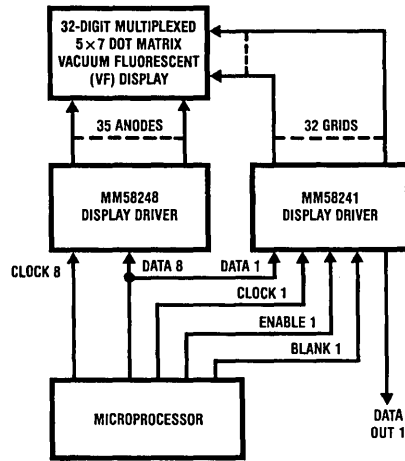 32-DIGIT MULTIPLEXED
5 × 7 DOT MATRIX
VACUUM FLUORESCENT
(VF) DISPLAY
35 ANODES
32 GRIDS
MM58248
DISPLAY DRIVER
MM58241
DISPLAY DRIVER
CLOCK 8
DATA 8
DATA 1
CLOCK 1
ENABLE 1
BLANK 1
MICROPROCESSOR
DATA
OUT 1